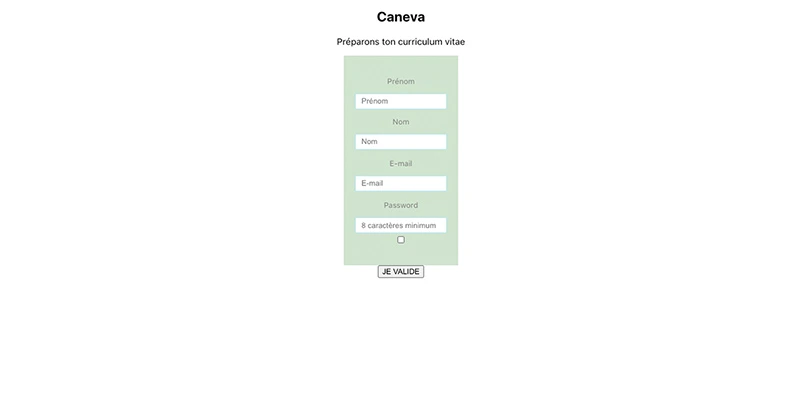 Caneva
Préparons ton curriculum vitae
Prénom
Prénom
Nom
Nom
E-mail
E-mail
Password
8 caractères minimum
JE VALIDE